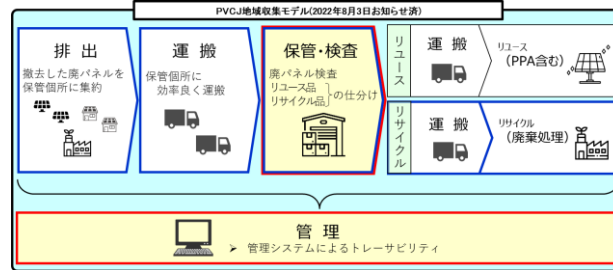 PVCJ地域収集モデル(2022年8月3日お知らせ済)
排出
撤去した廃パネルを
保管個所に集約
運搬
保管個所に
効率良く運搬
保管・検査
廃パネル検査
リユース品
リサイクル品
の仕分け
リユース
運搬
リユース
(PPA含む)
リサイクル
運搬
リサイクル
(廃棄処理)
管理
➢ 管理システムによるトレーサビリティ